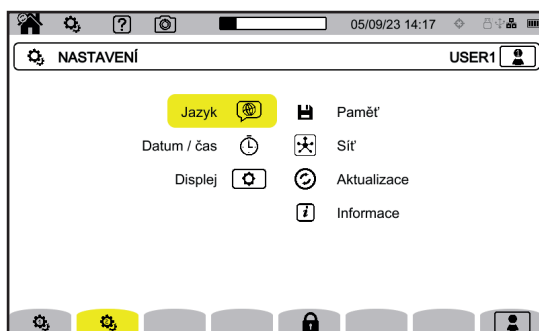 05/09/23 14:17
NASTAVENÍ
USER1
Jazyk
Paměť
Datum / čas
Síť
Displej
Aktualizace
Informace